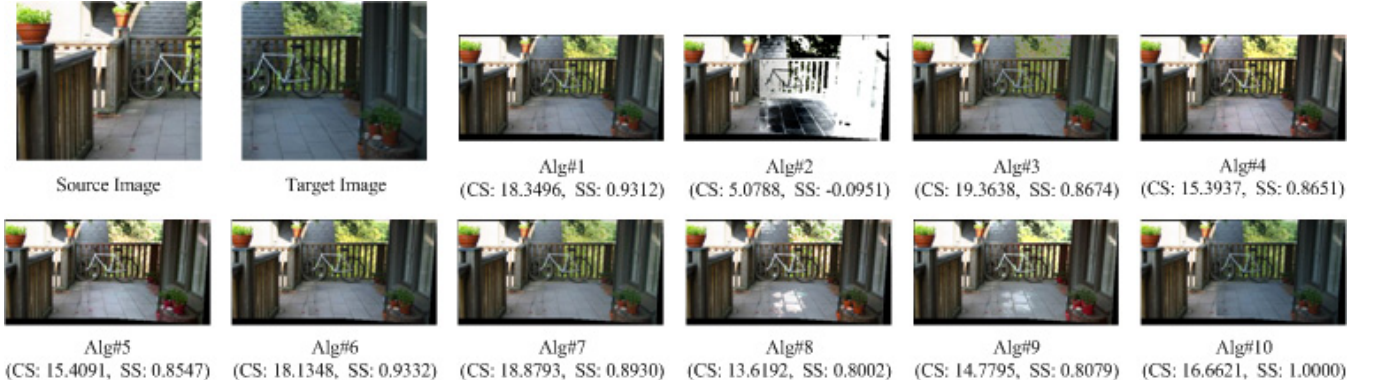 Source Image
Target Image
Alg#1
(CS: 18.3496, SS: 0.9312)
Alg#2
(CS: 5.0788, SS: -0.0951)
Alg#3
(CS: 19.3638, SS: 0.8674)
Alg#4
(CS: 15.3937, SS: 0.8651)
Alg#5
(CS: 15.4091, SS: 0.8547)
Alg#6
(CS: 18.1348, SS: 0.9332)
Alg#7
(CS: 18.8793, SS: 0.8930)
Alg#8
(CS: 13.6192, SS: 0.8002)
Alg#9
(CS: 14.7795, SS: 0.8079)
Alg#10
(CS: 16.6621, SS: 1.0000)